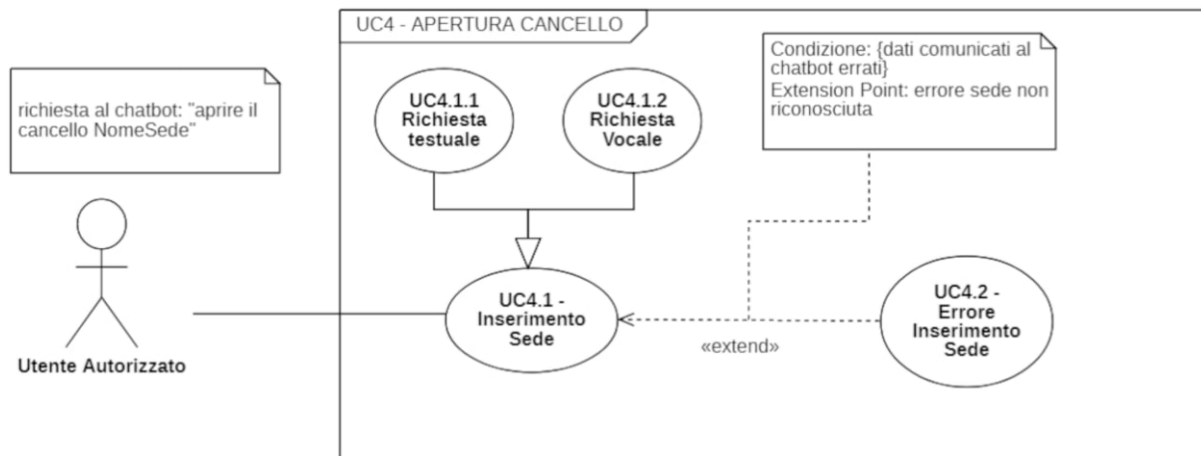 UC4 - APERTURA CANCELLO
richiesta al chatbot: "aprire il
cancello NomeSede"
UC4.1.1
Richiesta
testuale
UC4.1.2
Richiesta
Vocale
Condizione: {dati comunicati al
chatbot errati}
Extension Point: errore sede non
riconosciuta
Utente Autorizzato
UC4.1 -
Inserimento
Sede
«extend»
UC4.2 -
Errore
Inserimento
Sede